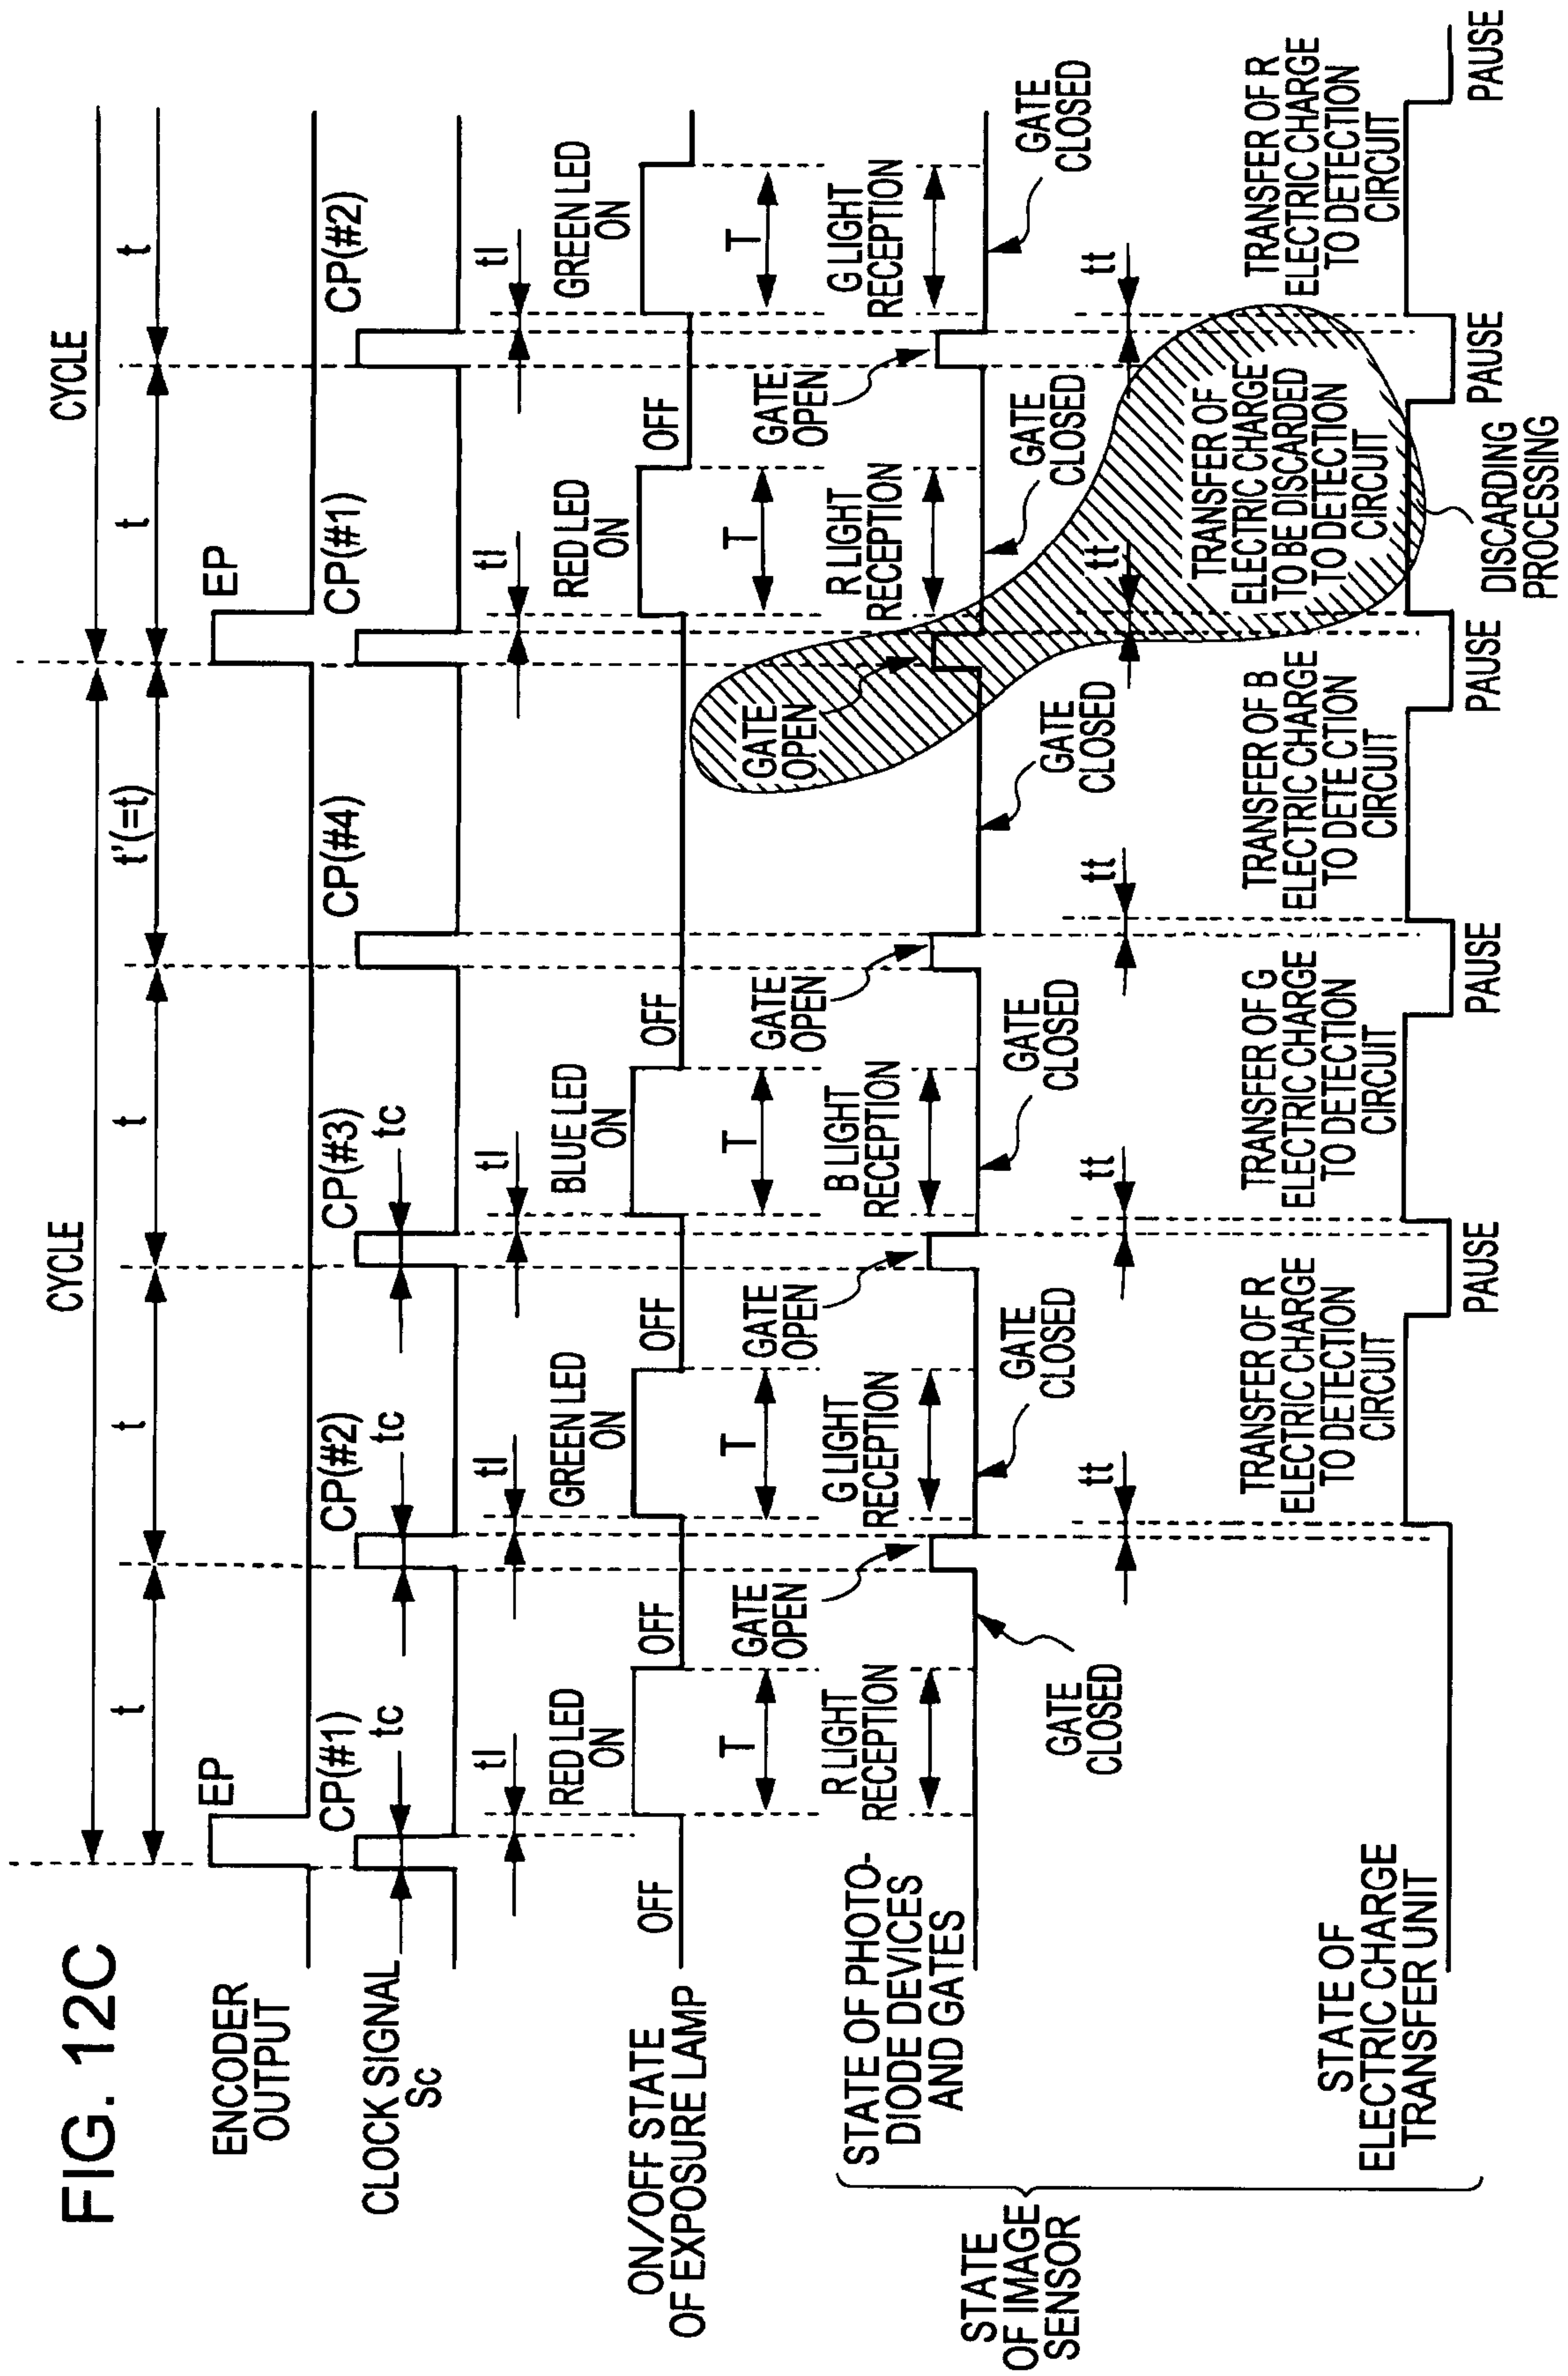 FIG. 12C
CYCLE
CYCLE
t
t
t
t'(=t)
t
t
ENCODER
OUTPUT
EP
EP
CLOCK SIGNAL
Sc
CP(#1)
tc
CP(#2)
tc
CP(#3)
tc
CP(#4)
CP(#1)
CP(#2)
tl
tl
tl
tl
tl
ON/OFF STATE
OF EXPOSURE LAMP
OFF
RED LED
ON
OFF
GREEN LED
ON
OFF
BLUE LED
ON
OFF
RED LED
ON
OFF
GREEN LED
ON
T
T
T
T
T
STATE
OF IMAGE
SENSOR
STATE OF PHOTO-
DIODE DEVICES
AND GATES
R LIGHT
RECEPTION
GATE
OPEN
G LIGHT
RECEPTION
GATE
OPEN
B LIGHT
RECEPTION
GATE
OPEN
GATE
OPEN
R LIGHT
RECEPTION
GATE
OPEN
G LIGHT
RECEPTION
GATE
CLOSED
GATE
CLOSED
GATE
CLOSED
GATE
CLOSED
GATE
CLOSED
GATE
CLOSED
tt
tt
tt
tt
tt
STATE OF
ELECTRIC CHARGE
TRANSFER UNIT
TRANSFER OF R
ELECTRIC CHARGE
TO DETECTION
CIRCUIT
PAUSE
TRANSFER OF G
ELECTRIC CHARGE
TO DETECTION
CIRCUIT
PAUSE
TRANSFER OF B
ELECTRIC CHARGE
TO DETE CTION
CIRCUIT
PAUSE
TRANSFER OF
ELECTRIC CHARGE
TO BE DISCARDED
TO DETECTION
CIRCUIT
DISCARDING
PROCESSING
PAUSE
TRANSFER OF R
ELECTRIC CHARGE
TO DETECTION
CIRCUIT
PAUSE